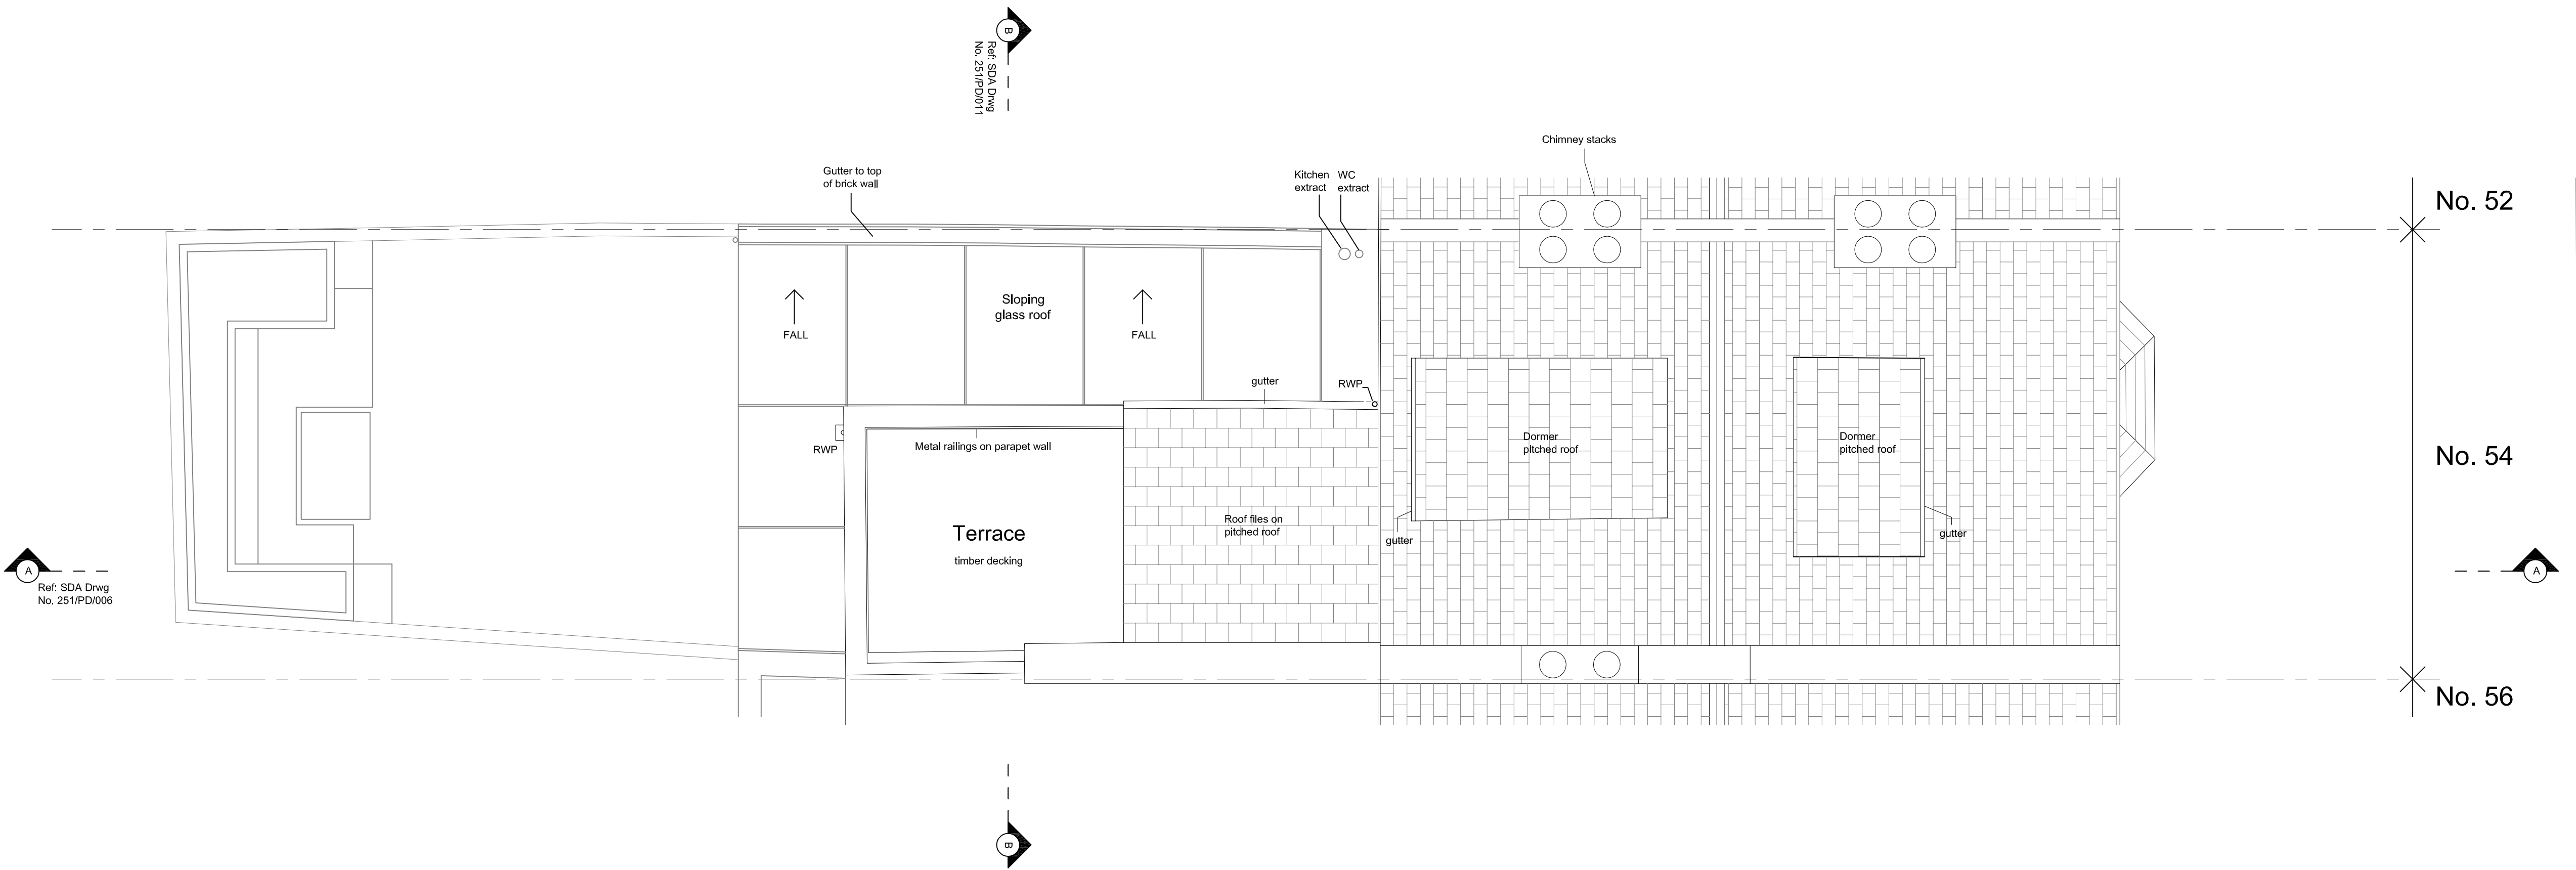 B
Ref: SDA Drwg
No. 251/PD/011
Chimney stacks
Gutter to top
of brick wall
Kitchen
extract
WC
extract
No. 52
Sloping
glass roof
FALL
FALL
gutter
RWP
RWP
Metal railings on parapet wall
Dormer
pitched roof
Dormer
pitched roof
No. 54
Terrace
timber decking
Roof files on
pitched roof
gutter
gutter
A
Ref: SDA Drwg
No. 251/PD/006
A
No. 56
B